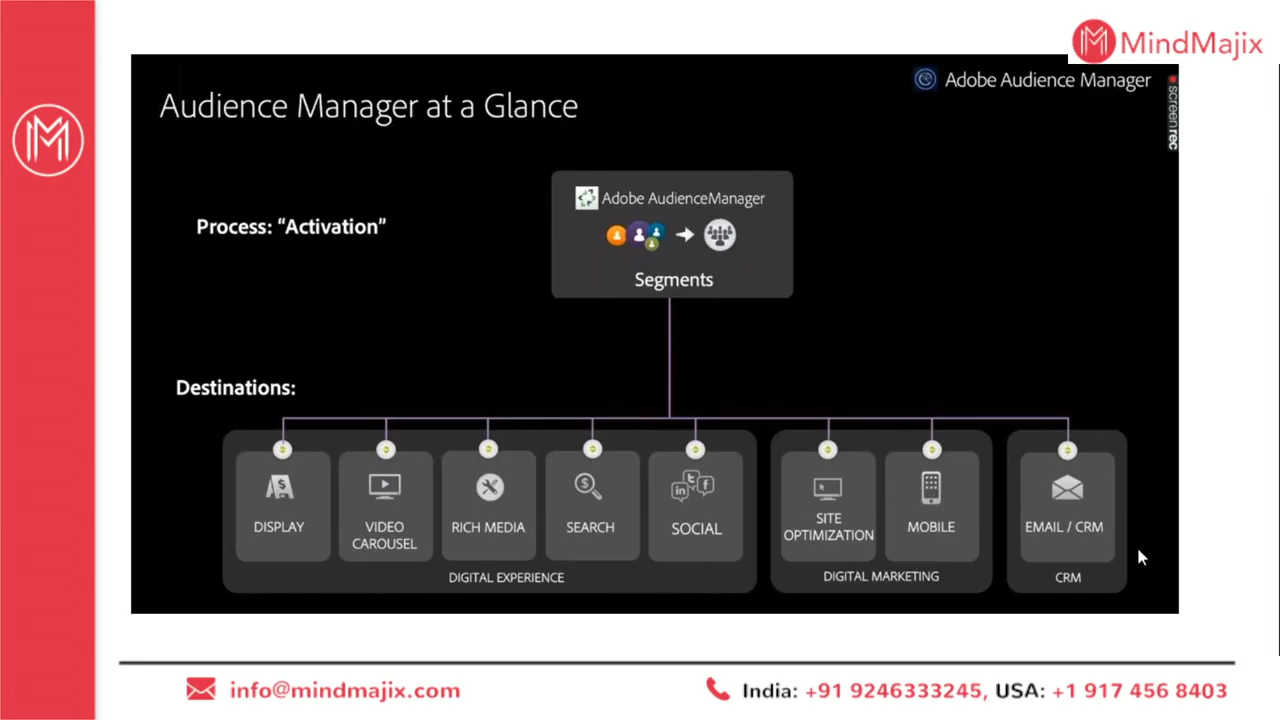 MindMajix
Adobe Audience Manager
screenrec
Audience Manager at a Glance
Adobe AudienceManager
Process: “Activation”
Segments
Destinations:
DISPLAY
VIDEO
CAROUSEL
RICH MEDIA
SEARCH
SOCIAL
SITE
OPTIMIZATION
MOBILE
EMAIL / CRM
DIGITAL EXPERIENCE
DIGITAL MARKETING
CRM
info@mindmajix.com
India: +91 9246333245, USA: +1 917 456 8403